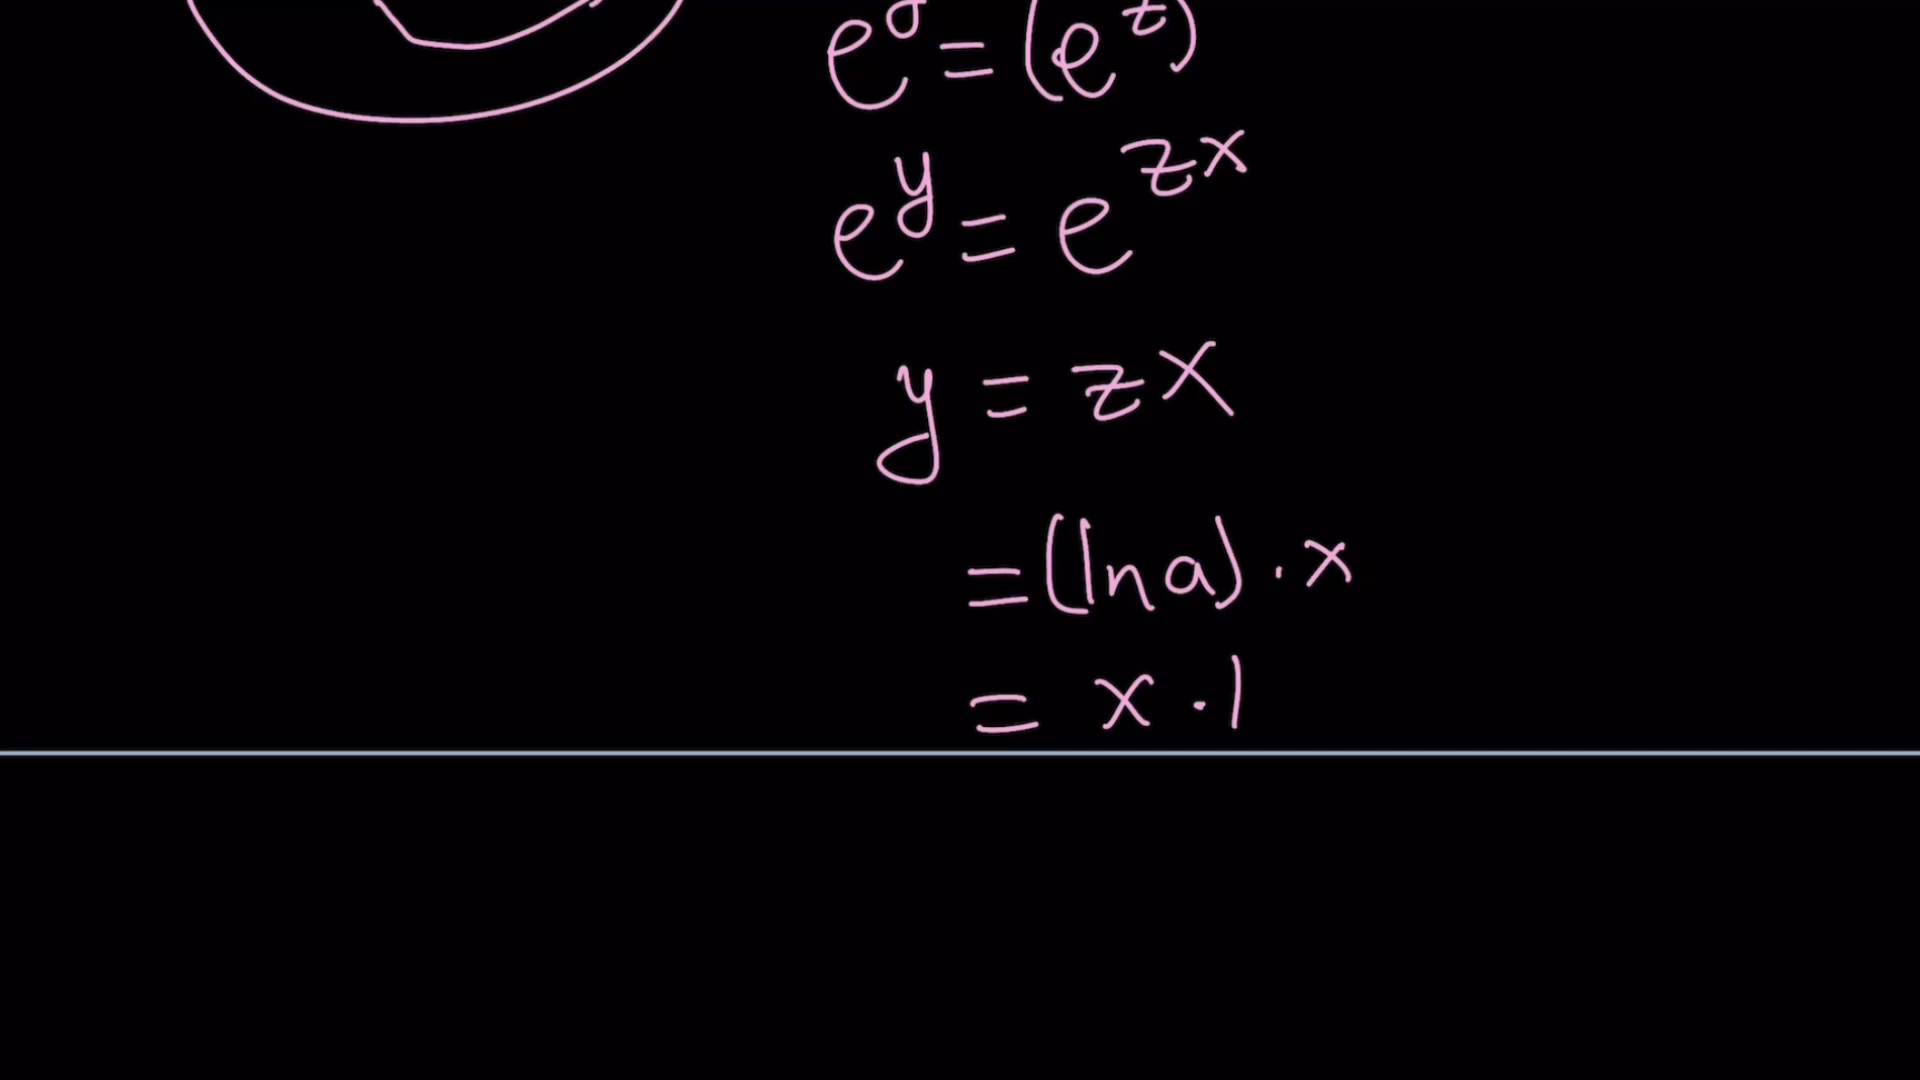 e^y = (e^z)
e^y = e^{zx}
y = zx
= (ln a) · x
= x · 1